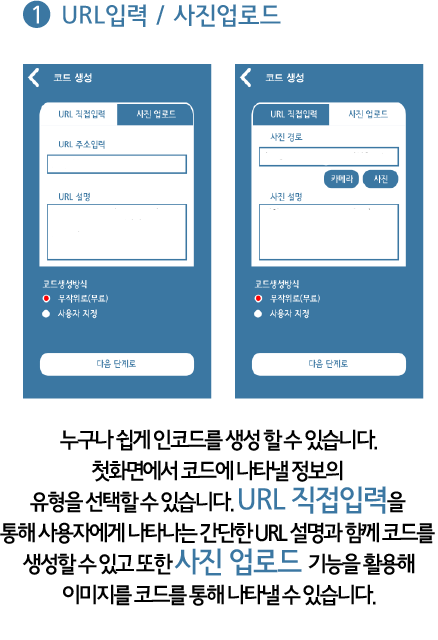 1 URL입력 / 사진업로드
코드 생성
URL 직접입력 사진 업로드
URL 주소입력
URL 설명
코드생성방식
무작위로(무료)
사용자 지정
다음 단계로
코드 생성
URL 직접입력 사진 업로드
사진 경로
카메라 사진
사진 설명
코드생성방식
무작위로(무료)
사용자 지정
다음 단계로
누구나 쉽게 인코드를 생성 할 수 있습니다.
첫화면에서 코드에 나타낼 정보의
유형을 선택할 수 있습니다. URL 직접입력을
통해 사용자에게 나타나는 간단한 URL 설명과 함께 코드를
생성할 수 있고 또한 사진 업로드 기능을 활용해
이미지를 코드를 통해 나타낼 수 있습니다.